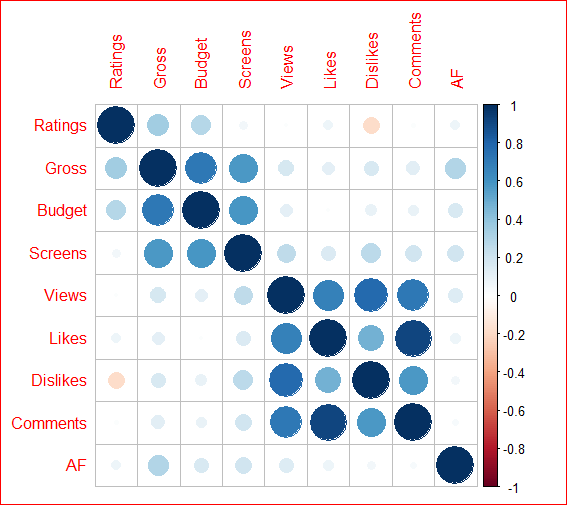 Ratings Gross Budget Screens Views Likes Dislikes Comments AF
Ratings
Gross
Budget
Screens
Views
Likes
Dislikes
Comments
AF
1
0.8
0.6
0.4
0.2
0
-0.2
-0.4
-0.6
-0.8
-1